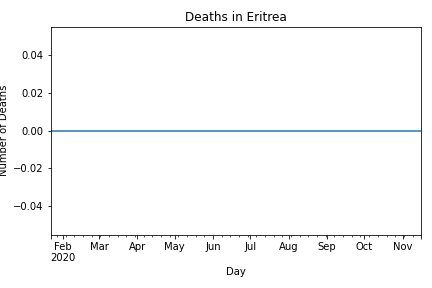 Deaths in Eritrea
Number of Deaths
0.04
0.02
0.00
−0.02
−0.04
Feb Mar Apr May Jun Jul Aug Sep Oct Nov
2020
Day